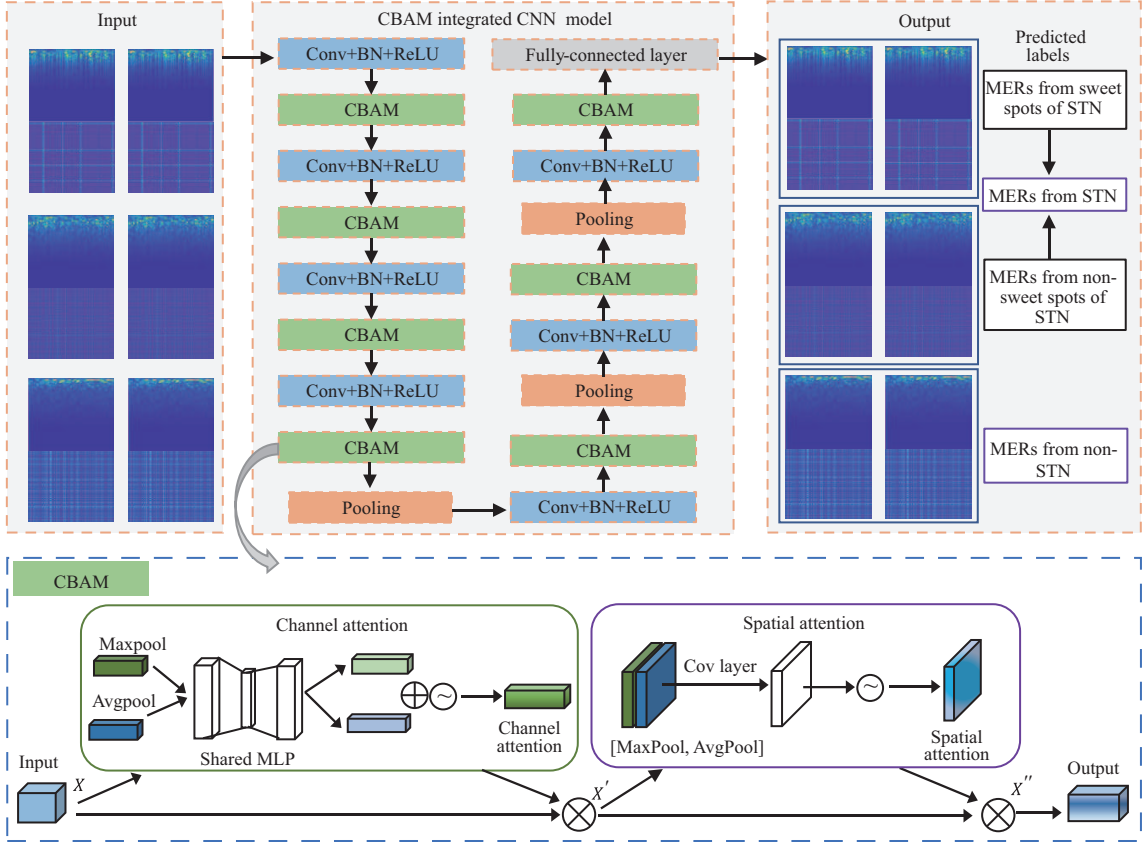 Input
CBAM integrated CNN model
Output
Conv+BN+ReLU
CBAM
Conv+BN+ReLU
CBAM
Conv+BN+ReLU
CBAM
Conv+BN+ReLU
CBAM
Pooling
Fully-connected layer
CBAM
Conv+BN+ReLU
Pooling
CBAM
Conv+BN+ReLU
Pooling
CBAM
Conv+BN+ReLU
Predicted
labels
MERs from sweet
spots of STN
MERs from STN
MERs from non-
sweet spots of
STN
MERs from non-
STN
CBAM
Channel attention
Maxpool
Avgpool
Shared MLP
Channel
attention
Spatial attention
Cov layer
[MaxPool, AvgPool]
Spatial
attention
Input
X
X′
X″
Output